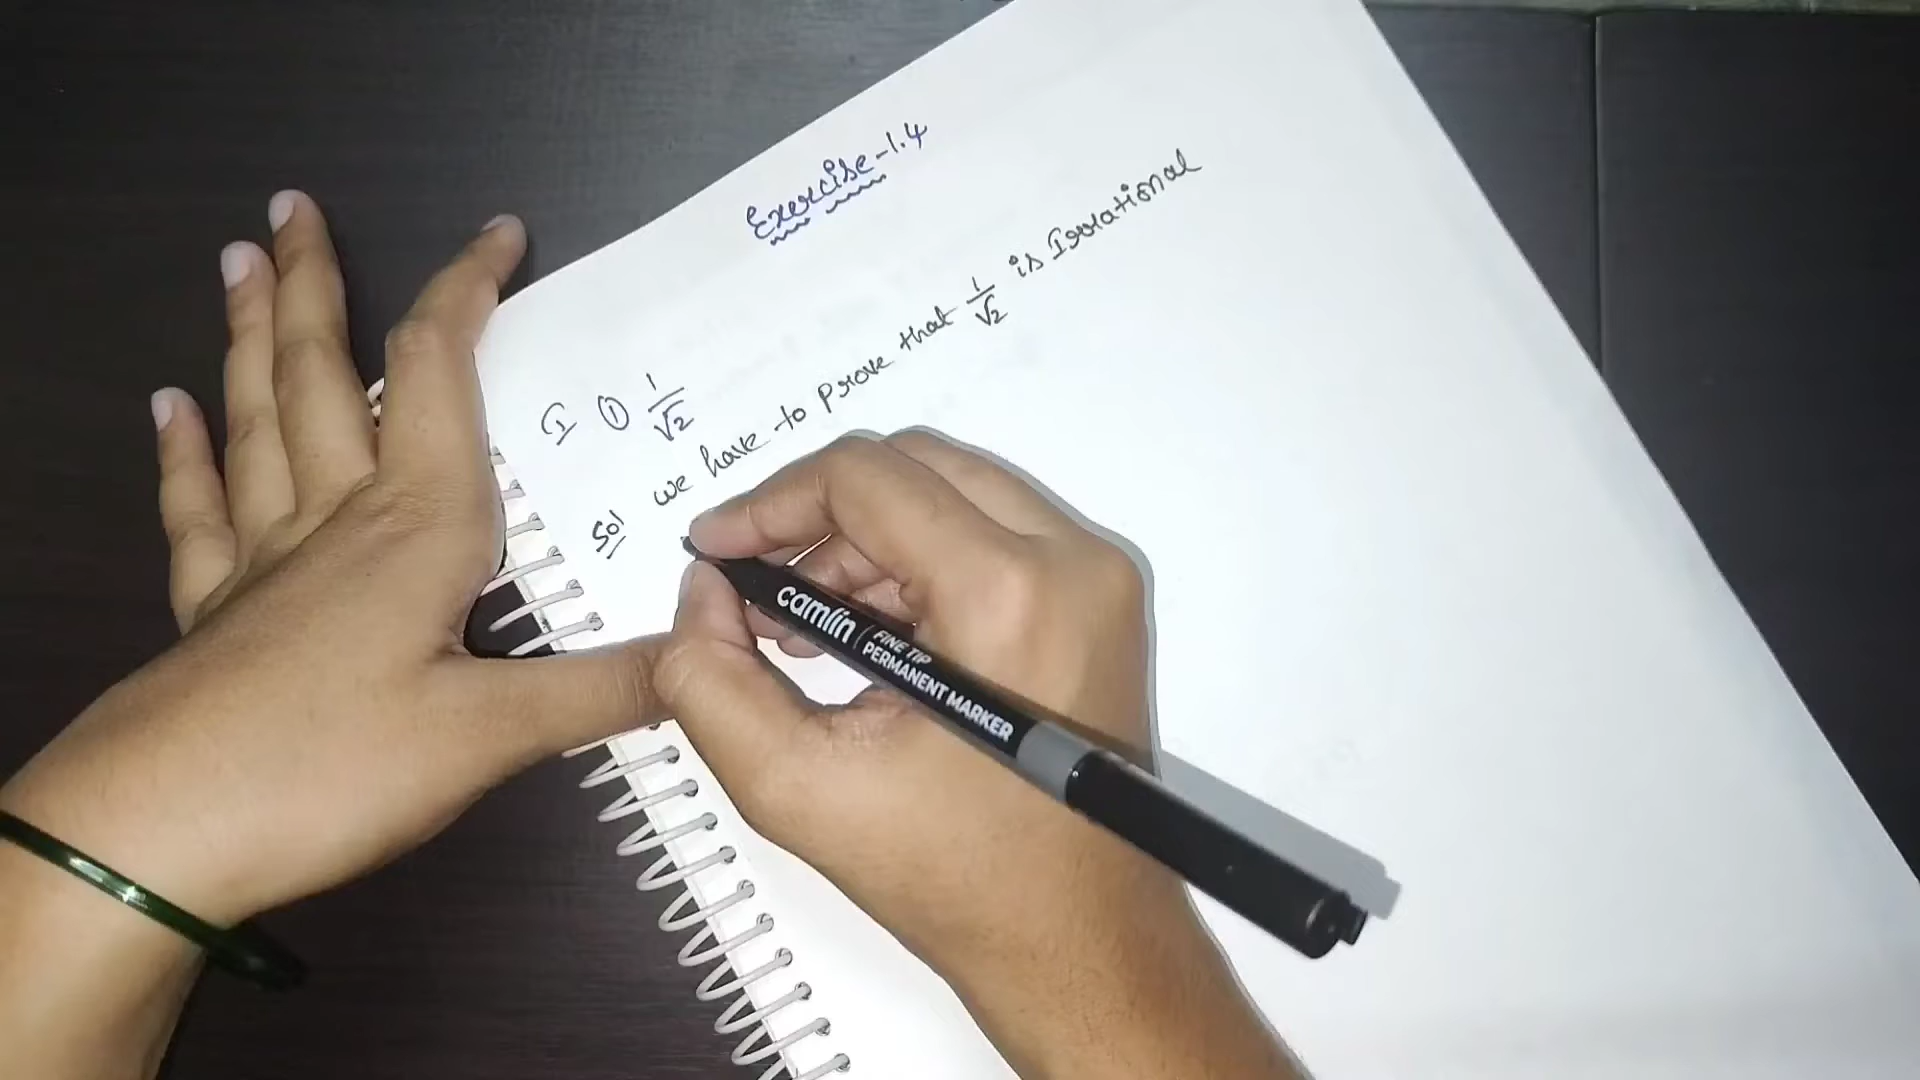 Exercise-1.4
I ① 1/√2
Sol we have to prove that 1/√2 is Irrational
camlin FINE TIP
PERMANENT MARKER